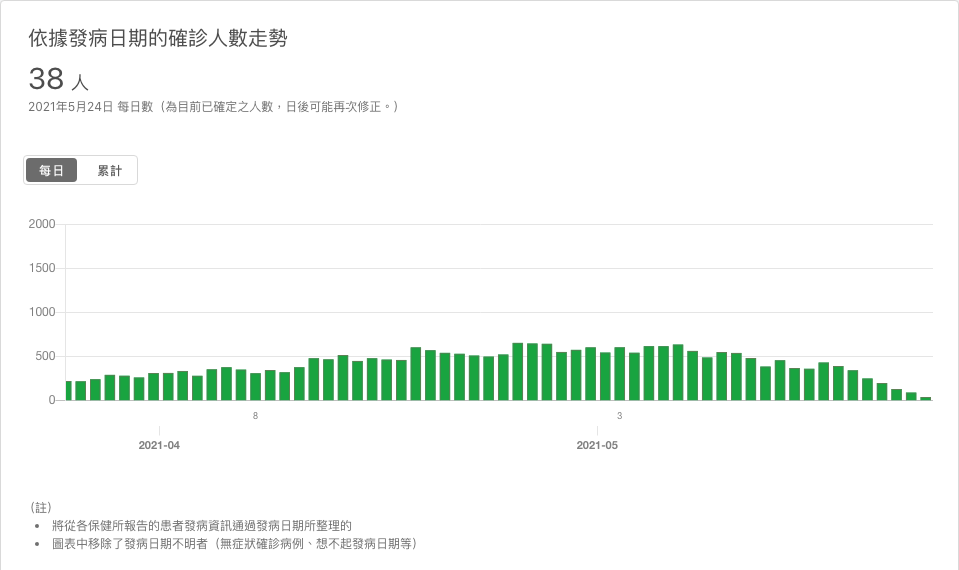 依據發病日期的確診人數走勢
38 人
2021年5月24日 每日數（為目前已確定之人數，日後可能再次修正。）
每日 累計
2000
1500
1000
500
0
8 3
2021-04 2021-05
（註）
• 將從各保健所報告的患者發病資訊通過發病日期所整理的
• 圖表中移除了發病日期不明者（無症狀確診病例、想不起發病日期等）